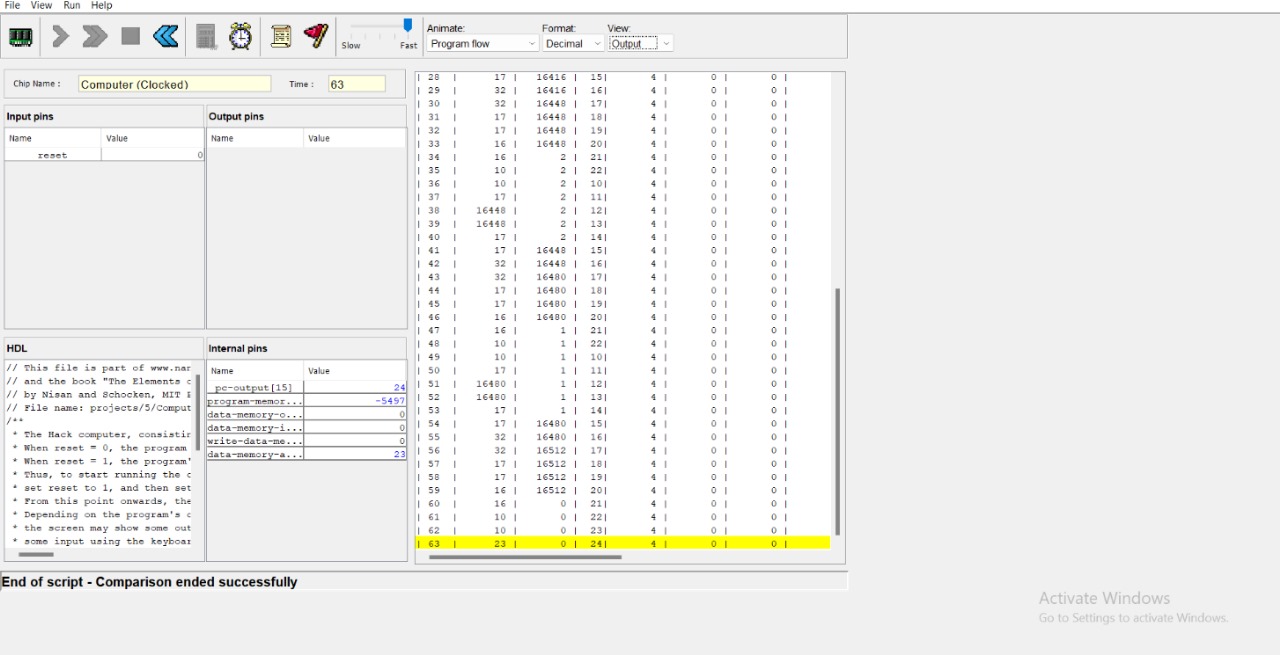 File View Run Help
Animate: Format: View:
Slow Fast Program flow Decimal Output
Chip Name : Computer (Clocked) Time : 63
Input pins
Name Value
reset 0
Output pins
Name Value
HDL
// This file is part of www.nar
// and the book "The Elements c
// by Nisan and Schocken, MIT
// File name: projects/5/Comput
/**
* The Hack computer, consistin
* When reset = 0, the program
* When reset = 1, the program'
* Thus, to start running the c
* set reset to 1, and then set
* From this point onwards, the
* Depending on the program's c
* the screen may show some out
* some input using the keyboar
Internal pins
Name Value
pc-output[15] 24
program-memor... -5497
data-memory-o... 0
data-memory-i... 0
write-data-me... 0
data-memory-a... 23
| 28 | 17 | 16416 | 15| 4 | 0 | 0 |
| 29 | 32 | 16416 | 16| 4 | 0 | 0 |
| 30 | 32 | 16448 | 17| 4 | 0 | 0 |
| 31 | 17 | 16448 | 18| 4 | 0 | 0 |
| 32 | 17 | 16448 | 19| 4 | 0 | 0 |
| 33 | 16 | 16448 | 20| 4 | 0 | 0 |
| 34 | 16 | 2 | 21| 4 | 0 | 0 |
| 35 | 10 | 2 | 22| 4 | 0 | 0 |
| 36 | 10 | 2 | 10| 4 | 0 | 0 |
| 37 | 17 | 2 | 11| 4 | 0 | 0 |
| 38 | 16448 | 2 | 12| 4 | 0 | 0 |
| 39 | 16448 | 2 | 13| 4 | 0 | 0 |
| 40 | 17 | 2 | 14| 4 | 0 | 0 |
| 41 | 17 | 16448 | 15| 4 | 0 | 0 |
| 42 | 32 | 16448 | 16| 4 | 0 | 0 |
| 43 | 32 | 16480 | 17| 4 | 0 | 0 |
| 44 | 17 | 16480 | 18| 4 | 0 | 0 |
| 45 | 17 | 16480 | 19| 4 | 0 | 0 |
| 46 | 16 | 16480 | 20| 4 | 0 | 0 |
| 47 | 16 | 1 | 21| 4 | 0 | 0 |
| 48 | 10 | 1 | 22| 4 | 0 | 0 |
| 49 | 10 | 1 | 10| 4 | 0 | 0 |
| 50 | 17 | 1 | 11| 4 | 0 | 0 |
| 51 | 16480 | 1 | 12| 4 | 0 | 0 |
| 52 | 16480 | 1 | 13| 4 | 0 | 0 |
| 53 | 17 | 1 | 14| 4 | 0 | 0 |
| 54 | 17 | 16480 | 15| 4 | 0 | 0 |
| 55 | 32 | 16480 | 16| 4 | 0 | 0 |
| 56 | 32 | 16512 | 17| 4 | 0 | 0 |
| 57 | 17 | 16512 | 18| 4 | 0 | 0 |
| 58 | 17 | 16512 | 19| 4 | 0 | 0 |
| 59 | 16 | 16512 | 20| 4 | 0 | 0 |
| 60 | 16 | 0 | 21| 4 | 0 | 0 |
| 61 | 10 | 0 | 22| 4 | 0 | 0 |
| 62 | 10 | 0 | 23| 4 | 0 | 0 |
| 63 | 23 | 0 | 24| 4 | 0 | 0 |
End of script - Comparison ended successfully
Activate Windows
Go to Settings to activate Windows.